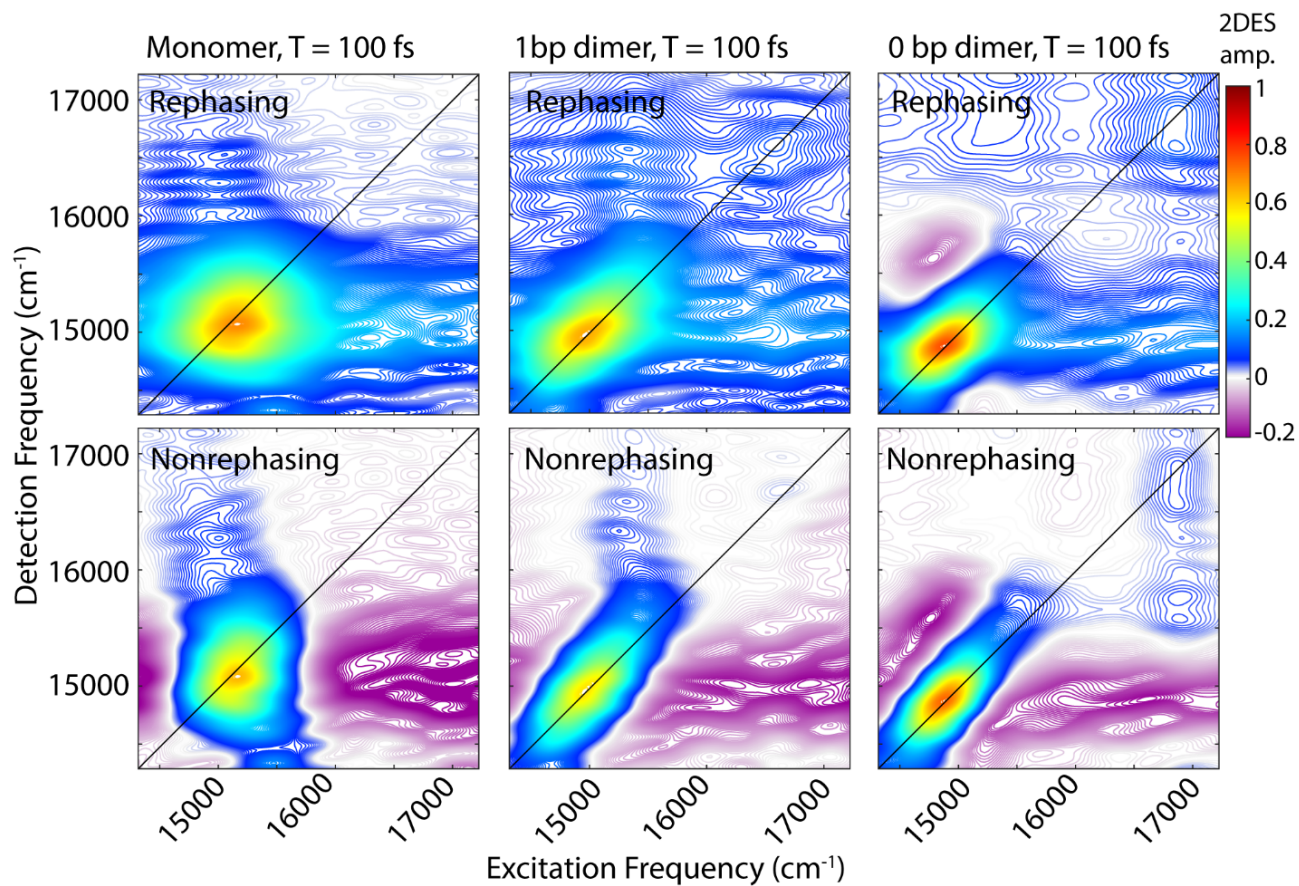 Monomer, T = 100 fs
1bp dimer, T = 100 fs
0 bp dimer, T = 100 fs
2DES
amp.
Rephasing
Rephasing
Rephasing
17000
16000
15000
1
0.8
0.6
0.4
0.2
0
-0.2
Nonrephasing
Nonrephasing
Nonrephasing
17000
16000
15000
Detection Frequency (cm⁻¹)
15000
16000
17000
15000
16000
17000
15000
16000
17000
Excitation Frequency (cm⁻¹)